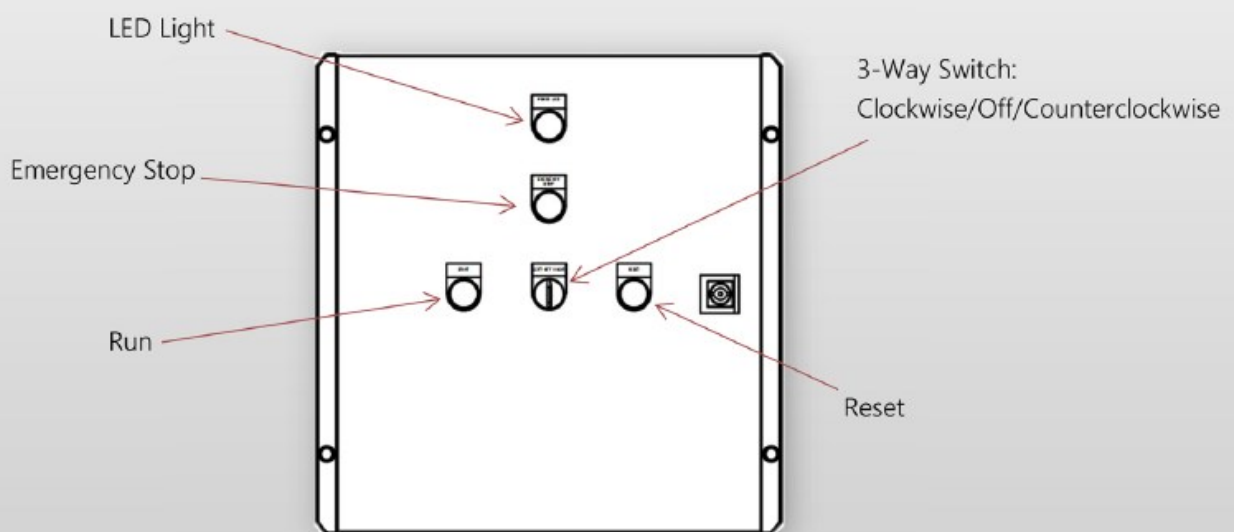 LED Light
3-Way Switch:
Clockwise/Off/Counterclockwise
Emergency Stop
Run
Reset